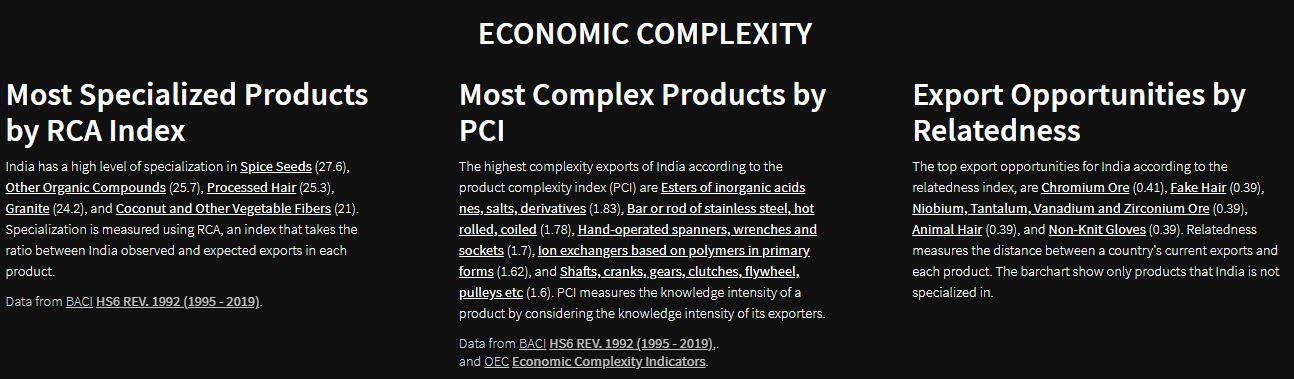 ECONOMIC COMPLEXITY
Most Specialized Products
by RCA Index
India has a high level of specialization in Spice Seeds (27.6),
Other Organic Compounds (25.7), Processed Hair (25.3),
Granite (24.2), and Coconut and Other Vegetable Fibers (21).
Specialization is measured using RCA, an index that takes the
ratio between India observed and expected exports in each
product.
Data from BACI HS6 REV. 1992 (1995 - 2019).
Most Complex Products by
PCI
The highest complexity exports of India according to the
product complexity index (PCI) are Esters of inorganic acids
nes, salts, derivatives (1.83), Bar or rod of stainless steel, hot
rolled, coiled (1.78), Hand-operated spanners, wrenches and
sockets (1.7), Ion exchangers based on polymers in primary
forms (1.62), and Shafts, cranks, gears, clutches, flywheel,
pulleys etc (1.6). PCI measures the knowledge intensity of a
product by considering the knowledge intensity of its exporters.
Data from BACI HS6 REV. 1992 (1995 - 2019),.
and OEC Economic Complexity Indicators.
Export Opportunities by
Relatedness
The top export opportunities for India according to the
relatedness index, are Chromium Ore (0.41), Fake Hair (0.39),
Niobium, Tantalum, Vanadium and Zirconium Ore (0.39),
Animal Hair (0.39), and Non-Knit Gloves (0.39). Relatedness
measures the distance between a country's current exports and
each product. The barchart show only products that India is not
specialized in.